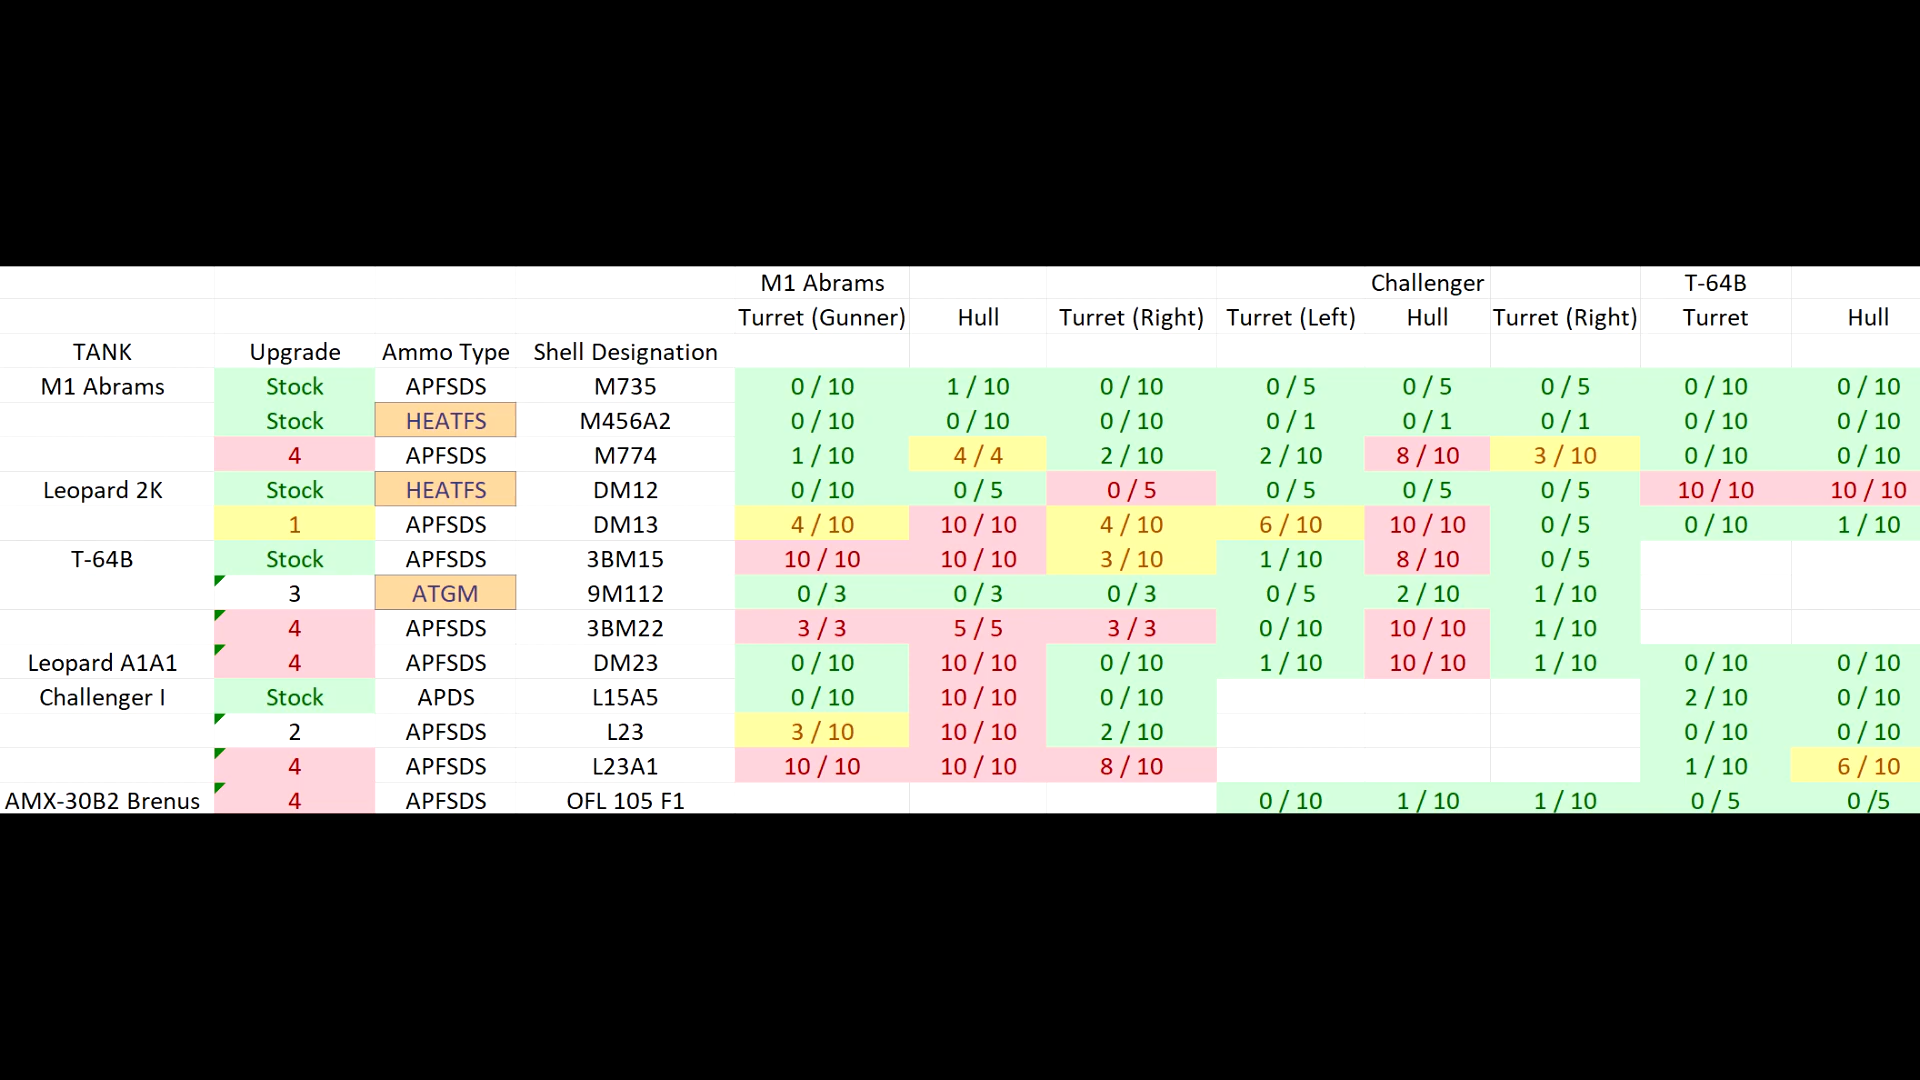 M1 Abrams Challenger T-64B
Turret (Gunner) Hull Turret (Right) Turret (Left) Hull Turret (Right) Turret Hull
TANK Upgrade Ammo Type Shell Designation
M1 Abrams Stock APFSDS M735 0 / 10 1 / 10 0 / 10 0 / 5 0 / 5 0 / 5 0 / 10 0 / 10
Stock HEATFS M456A2 0 / 10 0 / 10 0 / 10 0 / 1 0 / 1 0 / 1 0 / 10 0 / 10
4 APFSDS M774 1 / 10 4 / 4 2 / 10 2 / 10 8 / 10 3 / 10 0 / 10 0 / 10
Leopard 2K Stock HEATFS DM12 0 / 10 0 / 5 0 / 5 0 / 5 0 / 5 0 / 5 10 / 10 10 / 10
1 APFSDS DM13 4 / 10 10 / 10 4 / 10 6 / 10 10 / 10 0 / 5 0 / 10 1 / 10
T-64B Stock APFSDS 3BM15 10 / 10 10 / 10 3 / 10 1 / 10 8 / 10 0 / 5
3 ATGM 9M112 0 / 3 0 / 3 0 / 3 0 / 5 2 / 10 1 / 10
4 APFSDS 3BM22 3 / 3 5 / 5 3 / 3 0 / 10 10 / 10 1 / 10
Leopard A1A1 4 APFSDS DM23 0 / 10 10 / 10 0 / 10 1 / 10 10 / 10 1 / 10 0 / 10 0 / 10
Challenger I Stock APDS L15A5 0 / 10 10 / 10 0 / 10 2 / 10 0 / 10
2 APFSDS L23 3 / 10 10 / 10 2 / 10 0 / 10 0 / 10
4 APFSDS L23A1 10 / 10 10 / 10 8 / 10 1 / 10 6 / 10
AMX-30B2 Brenus 4 APFSDS OFL 105 F1 0 / 10 1 / 10 1 / 10 0 / 5 0 /5